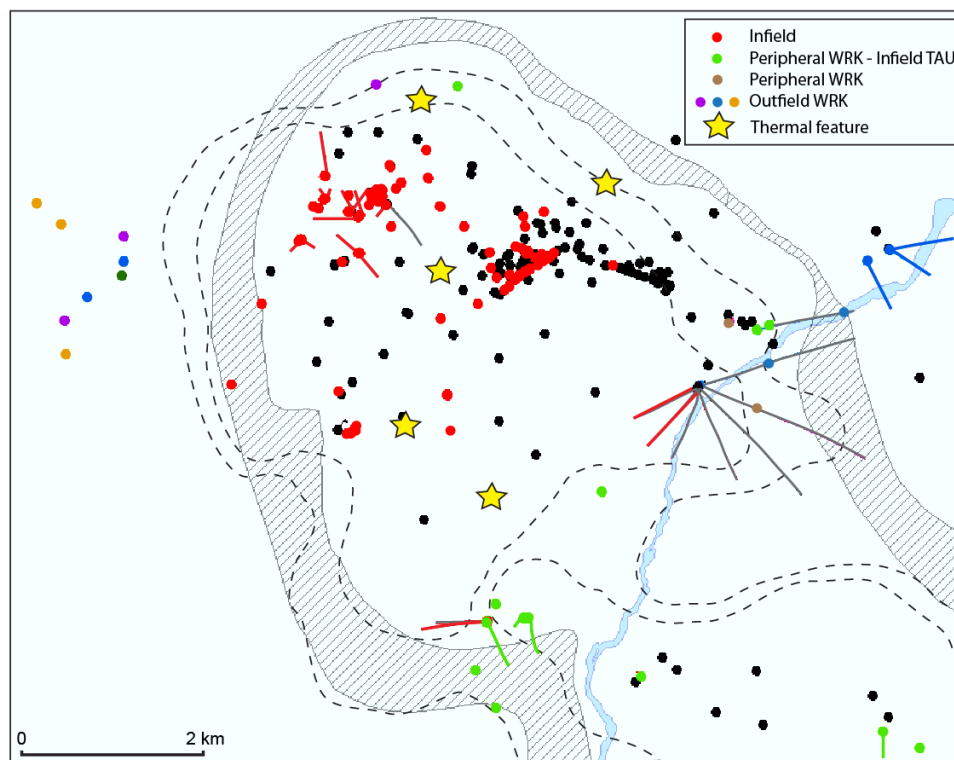 Infield
Peripheral WRK - Infield TAU
Peripheral WRK
Outfield WRK
Thermal feature
0 2 km